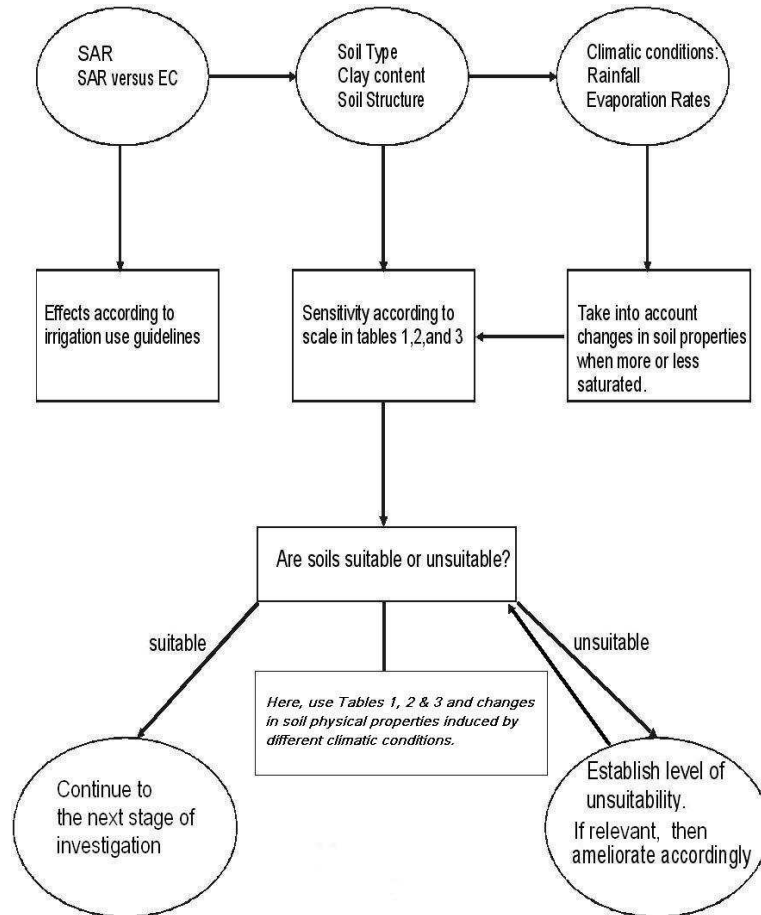 SAR
SAR versus EC
Soil Type
Clay content
Soil Structure
Climatic conditions:
Rainfall
Evaporation Rates
Effects according to
irrigation use guidelines
Sensitivity according to
scale in tables 1,2,and 3
Take into account
changes in soil properties
when more or less
saturated.
Are soils suitable or unsuitable?
suitable
unsuitable
Here, use Tables 1, 2 & 3 and changes
in soil physical properties induced by
different climatic conditions.
Continue to
the next stage of
investigation
Establish level of
unsuitability.
If relevant, then
ameliorate accordingly